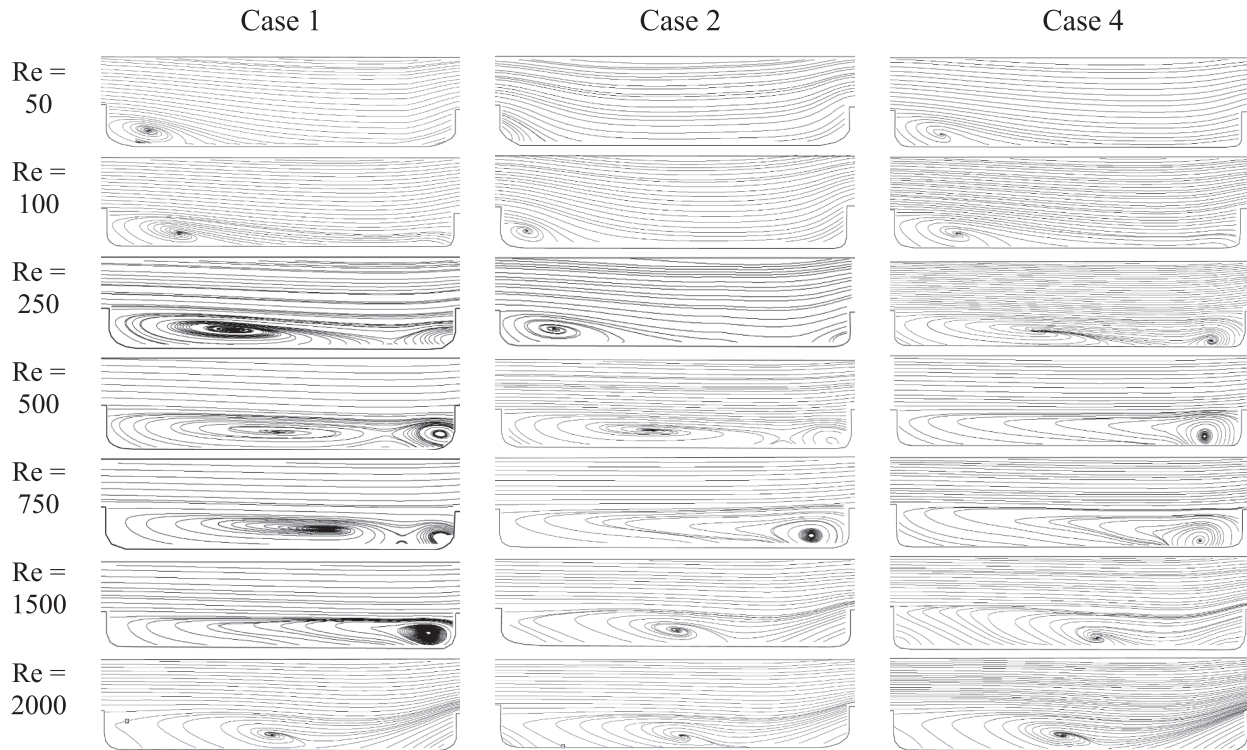 Case 1
Case 2
Case 4
Re =
50
Re =
100
Re =
250
Re =
500
Re =
750
Re =
1500
Re =
2000